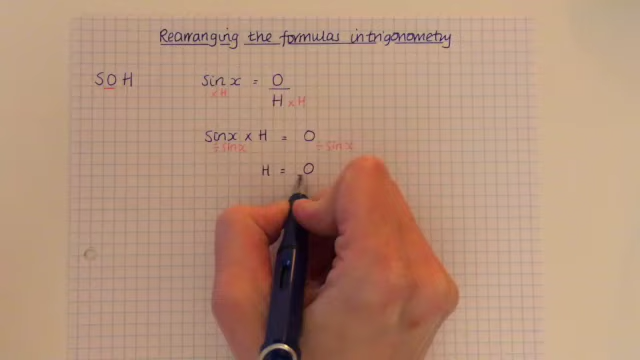 Rearranging the formulas in trigonometry
SOH
Sin x = O
H
×H ×H
Sin x × H = O
÷sin x ÷sin x
H = O